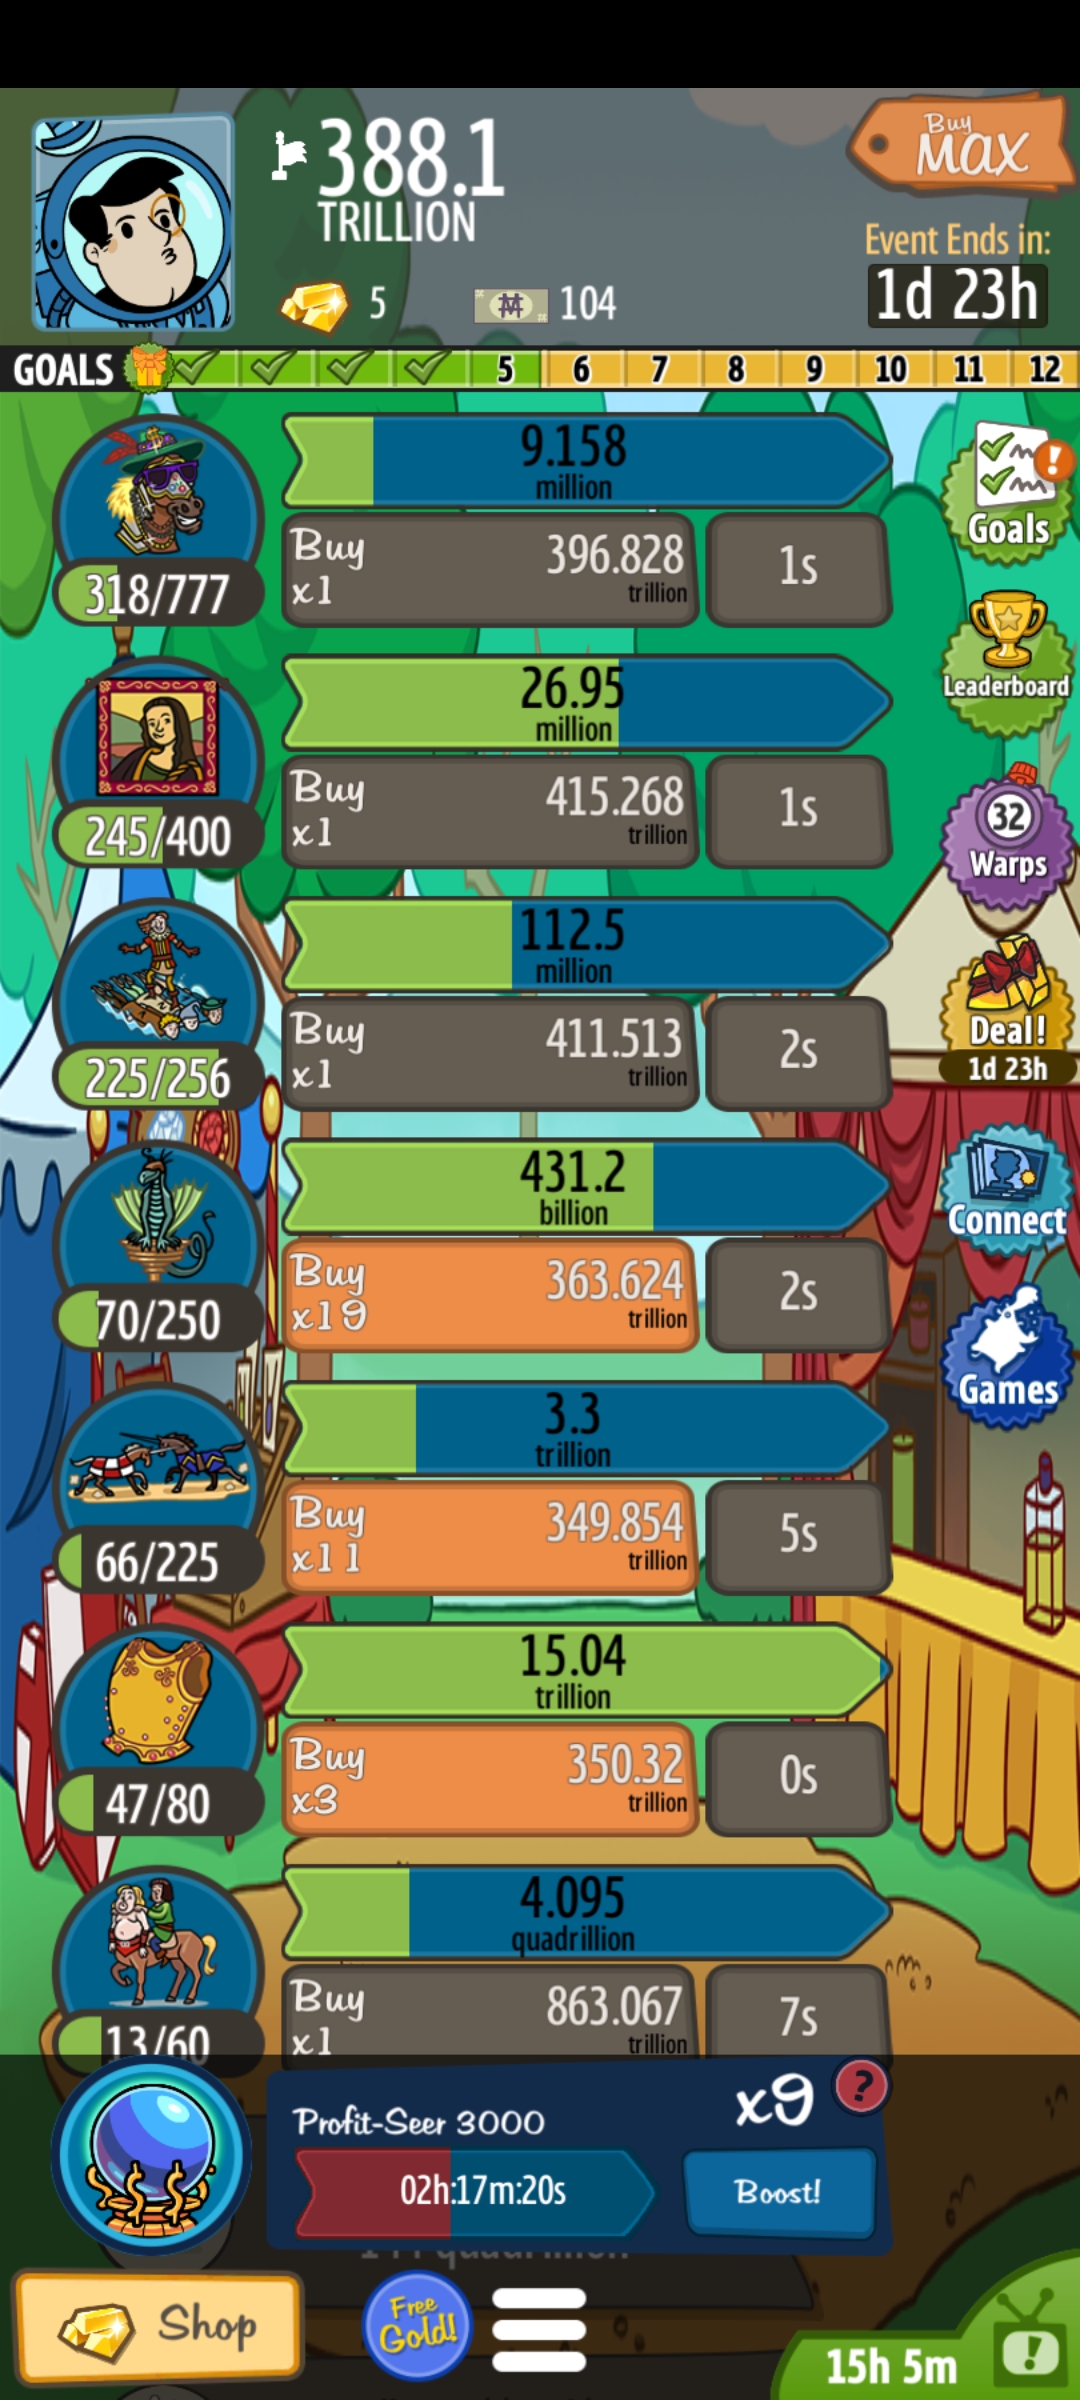 388.1
TRILLION
Buy
MAX
Event Ends in:
1d 23h
5
104
GOALS 5 6 7 8 9 10 11 12
9.158
million
318/777
Buy
x1
396.828
trillion
1s
Goals
26.95
million
245/400
Buy
x1
415.268
trillion
1s
Leaderboard
32
Warps
112.5
million
225/256
Buy
x1
411.513
trillion
2s
Deal!
1d 23h
431.2
billion
70/250
Buy
x19
363.624
trillion
2s
Connect
Games
3.3
trillion
66/225
Buy
x11
349.854
trillion
5s
15.04
trillion
47/80
Buy
x3
350.32
trillion
0s
4.095
quadrillion
13/60
Buy
x1
863.067
trillion
7s
Profit-Seer 3000
x9
?
02h:17m:20s
Boost!
Shop
Free
Gold!
15h 5m